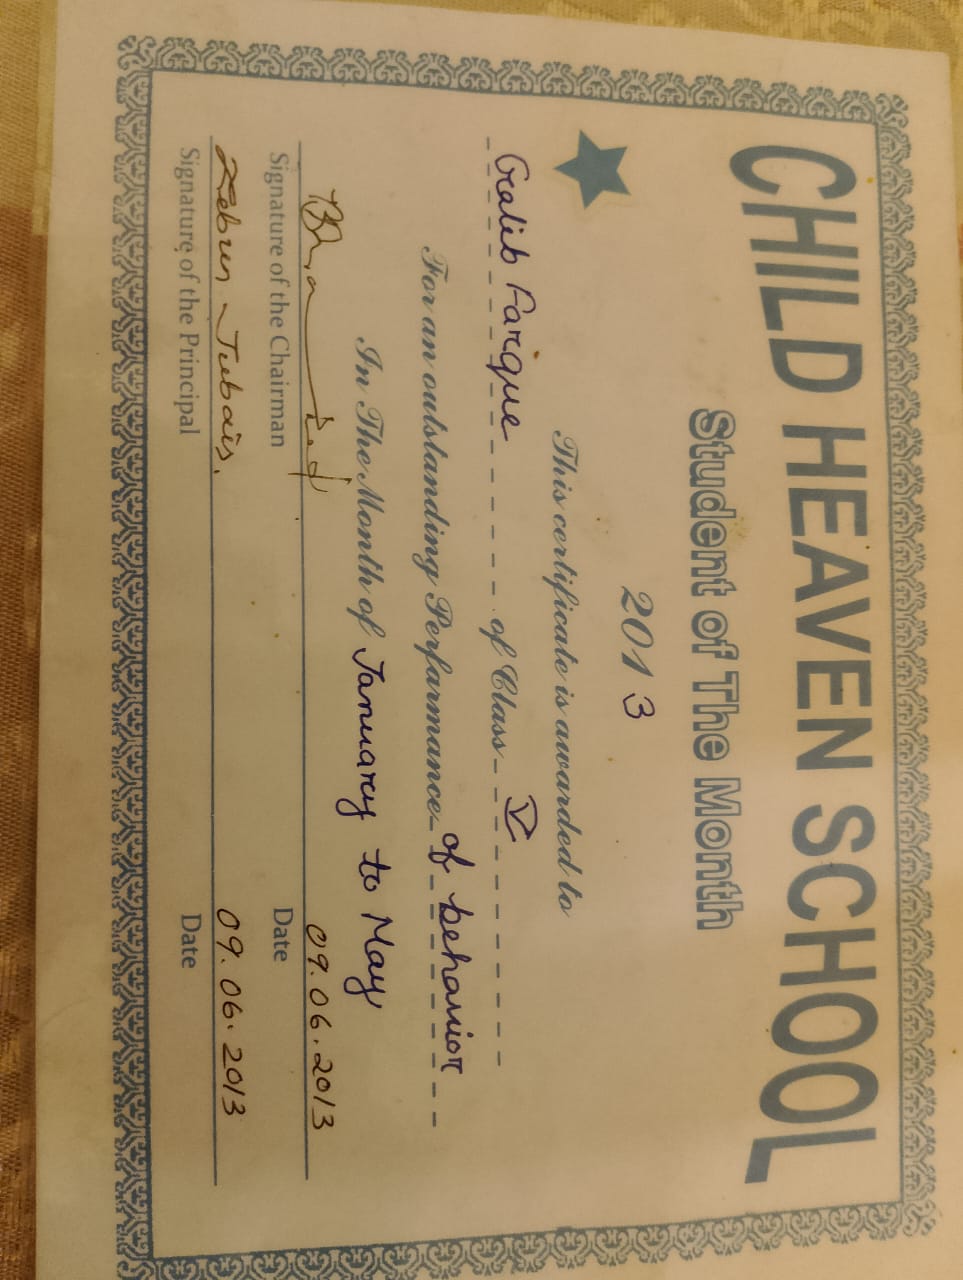 CHILD HEAVEN SCHOOL
Student of The Month
2013
This certificate is awarded to
Galib Farque of Class V
For an outstanding Perfarmance of behavior
In The Month of January to May
09.06.2013
Signature of the Chairman Date
Zebun Jubais. 09.06.2013
Signature of the Principal Date